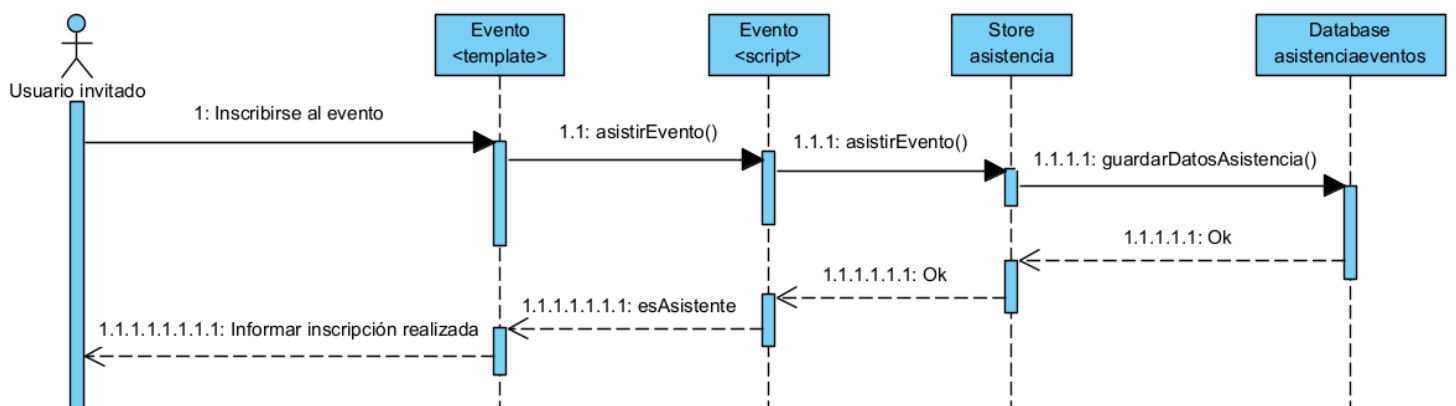 Evento
<template>
Evento
<script>
Store
asistencia
Database
asistenciaeventos
Usuario invitado
1: Inscribirse al evento
1.1: asistirEvento()
1.1.1: asistirEvento()
1.1.1.1: guardarDatosAsistencia()
1.1.1.1.1: Ok
1.1.1.1.1.1: Ok
1.1.1.1.1.1.1: esAsistente
1.1.1.1.1.1.1.1: Informar inscripción realizada